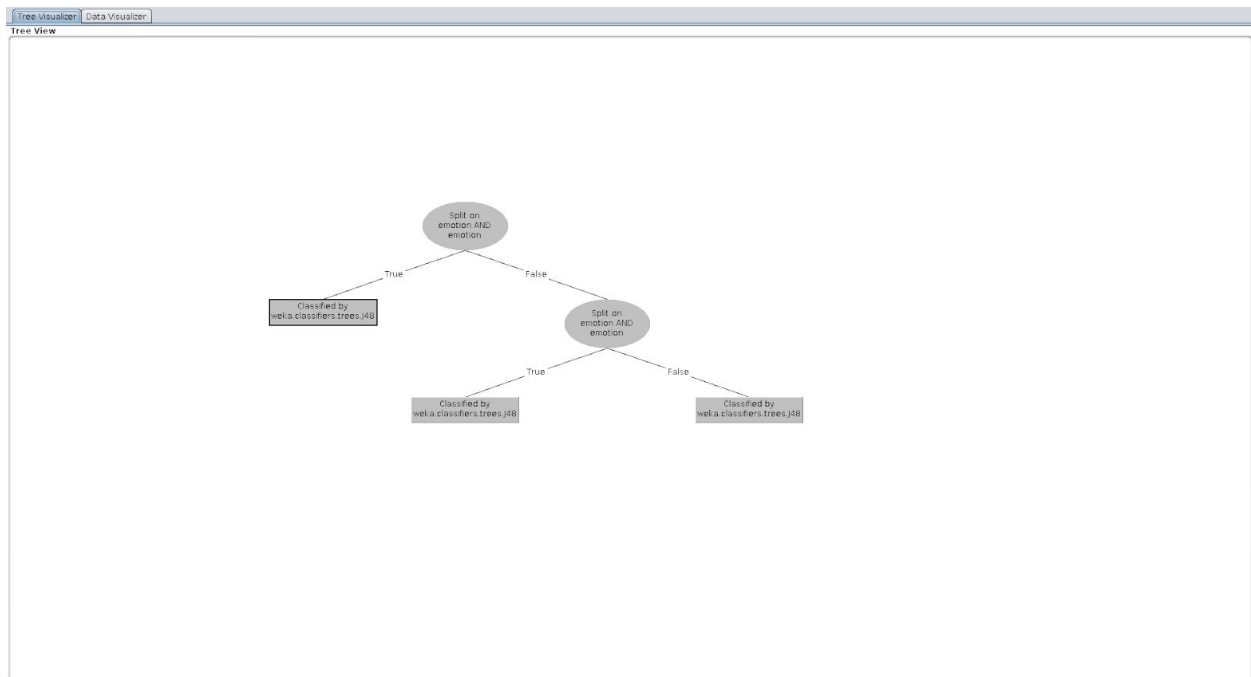 Tree Visualizer Data Visualizer
Tree View
Split on
emotion AND
emotion
True
False
Classified by
weka.classifiers.trees.J48
Split on
emotion AND
emotion
True
False
Classified by
weka.classifiers.trees.J48
Classified by
weka.classifiers.trees.J48